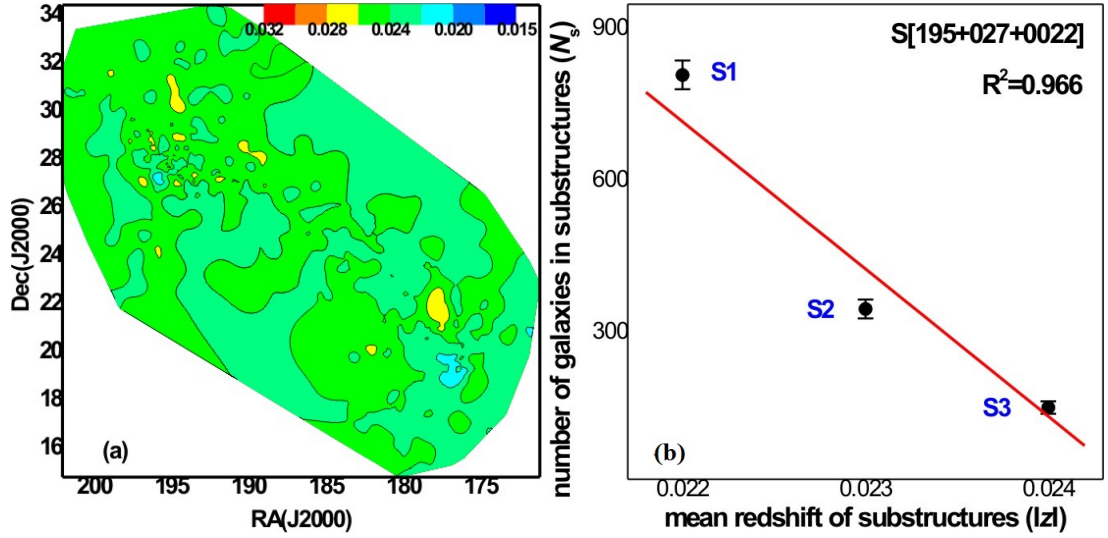 0.032 0.028 0.024 0.020 0.015
34
32
30
28
26
24
22
20
18
16
Dec(J2000)
(a)
200 195 190 185 180 175
RA(J2000)
number of galaxies in substructures (Ns)
900
600
300
S[195+027+0022]
R²=0.966
S1
S2
S3
(b)
0.022 0.023 0.024
mean redshift of substructures (|z|)